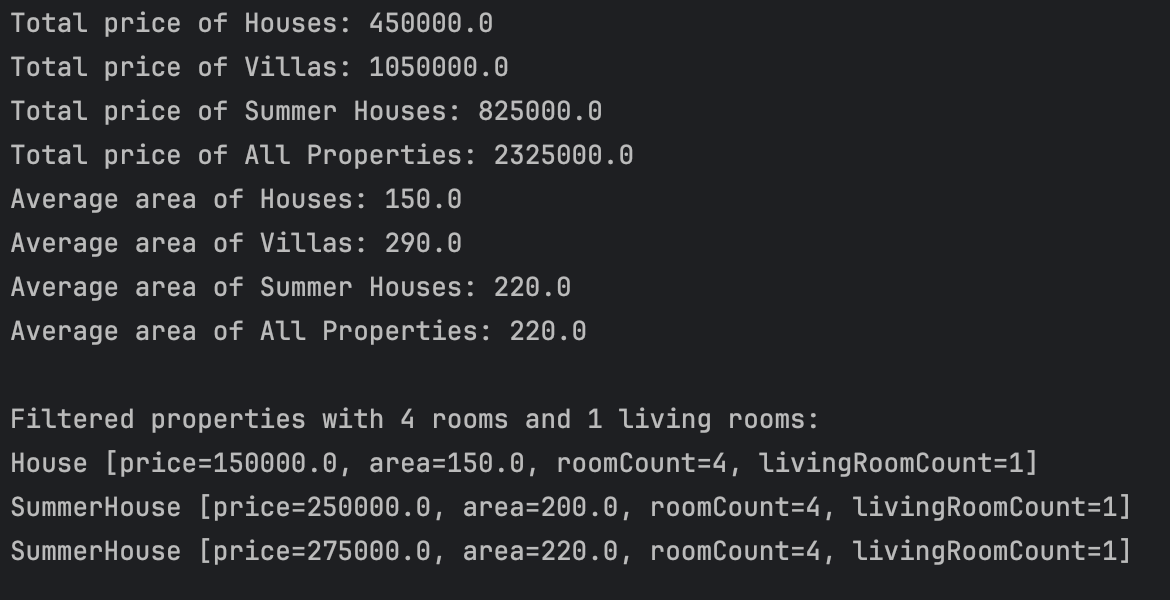 Total price of Houses: 450000.0
Total price of Villas: 1050000.0
Total price of Summer Houses: 825000.0
Total price of All Properties: 2325000.0
Average area of Houses: 150.0
Average area of Villas: 290.0
Average area of Summer Houses: 220.0
Average area of All Properties: 220.0
Filtered properties with 4 rooms and 1 living rooms:
House [price=150000.0, area=150.0, roomCount=4, livingRoomCount=1]
SummerHouse [price=250000.0, area=200.0, roomCount=4, livingRoomCount=1]
SummerHouse [price=275000.0, area=220.0, roomCount=4, livingRoomCount=1]